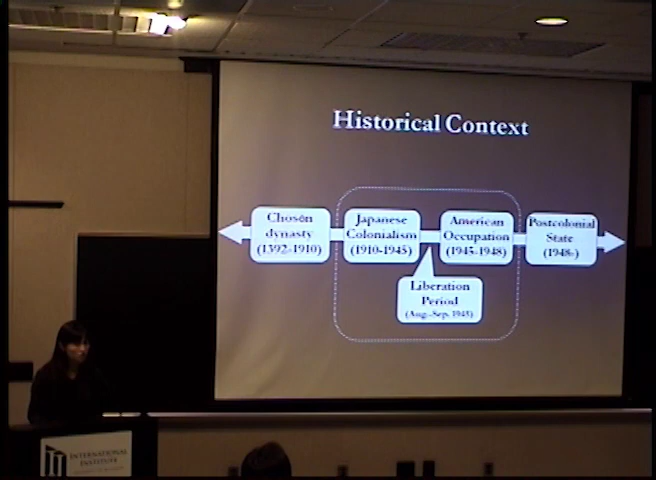 Historical Context
Chosŏn
dynasty
(1392-1910)
Japanese
Colonialism
(1910-1945)
American
Occupation
(1945-1948)
Postcolonial
State
(1948-)
Liberation
Period
(Aug.-Sep. 1945)
INTERNATIONAL
INSTITUTE